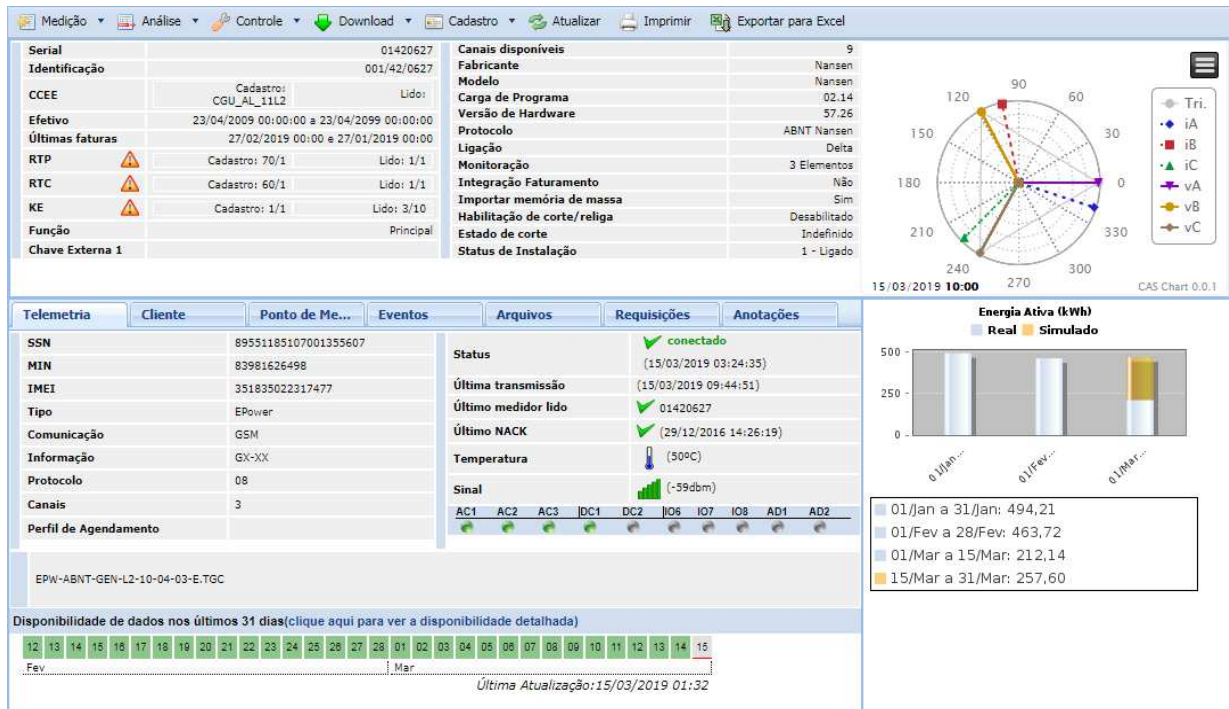 Medição Análise Controle Download Cadastro Atualizar Imprimir Exportar para Excel
Serial 01420627
Identificação 001/42/0627
CCEE Cadastro: CGU_AL_11L2 Lido:
Efetivo 23/04/2009 00:00:00 a 23/04/2099 00:00:00
Últimas faturas 27/02/2019 00:00 e 27/01/2019 00:00
RTP Cadastro: 70/1 Lido: 1/1
RTC Cadastro: 60/1 Lido: 1/1
KE Cadastro: 1/1 Lido: 3/10
Função Principal
Chave Externa 1
Canais disponíveis 9
Fabricante Nansen
Modelo Nansen
Carga de Programa 02.14
Versão de Hardware 57.26
Protocolo ABNT Nansen
Ligação Delta
Monitoração 3 Elementos
Integração Faturamento Não
Importar memória de massa Sim
Habilitação de corte/religa Desabilitado
Estado de corte Indefinido
Status de Instalação 1 - Ligado
90
120 60
150 30
180 0
210 330
240 300
270
Tri.
iA
iB
iC
vA
vB
vC
15/03/2019 10:00
CAS Chart 0.0.1
Telemetria Cliente Ponto de Me... Eventos Arquivos Requisições Anotações
SSN 89551185107001355607
MIN 83981626498
IMEI 351835022317477
Tipo EPower
Comunicação GSM
Informação GX-XX
Protocolo 08
Canais 3
Perfil de Agendamento
Status conectado
(15/03/2019 03:24:35)
Última transmissão (15/03/2019 09:44:51)
Último medidor lido 01420627
Último NACK (29/12/2016 14:26:19)
Temperatura (50ºC)
Sinal (-59dbm)
AC1 AC2 AC3 DC1 DC2 IO6 IO7 IO8 AD1 AD2
EPW-ABNT-GEN-L2-10-04-03-E.TGC
Disponibilidade de dados nos últimos 31 dias(clique aqui para ver a disponibilidade detalhada)
12 13 14 15 16 17 18 19 20 21 22 23 24 25 26 27 28 01 02 03 04 05 06 07 08 09 10 11 12 13 14 15
Fev Mar
Última Atualização:15/03/2019 01:32
Energia Ativa (kWh)
Real Simulado
500
250
0
01/Jan... 01/Fev... 01/Mar...
01/Jan a 31/Jan: 494,21
01/Fev a 28/Fev: 463,72
01/Mar a 15/Mar: 212,14
15/Mar a 31/Mar: 257,60